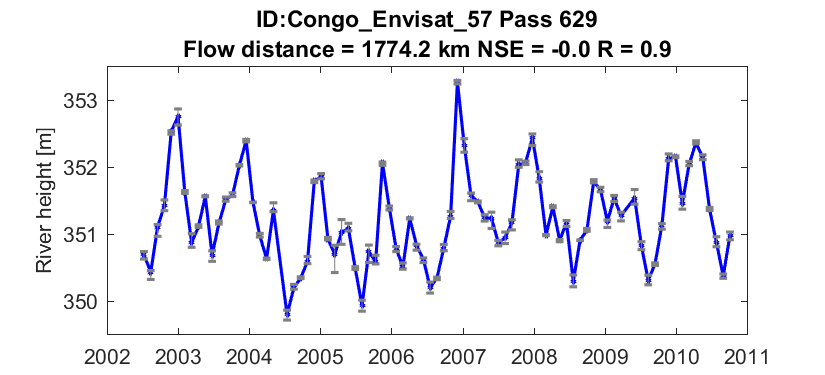 ID:Congo_Envisat_57 Pass 629
Flow distance = 1774.2 km NSE = -0.0 R = 0.9
River height [m]
353
352
351
350
2002 2003 2004 2005 2006 2007 2008 2009 2010 2011